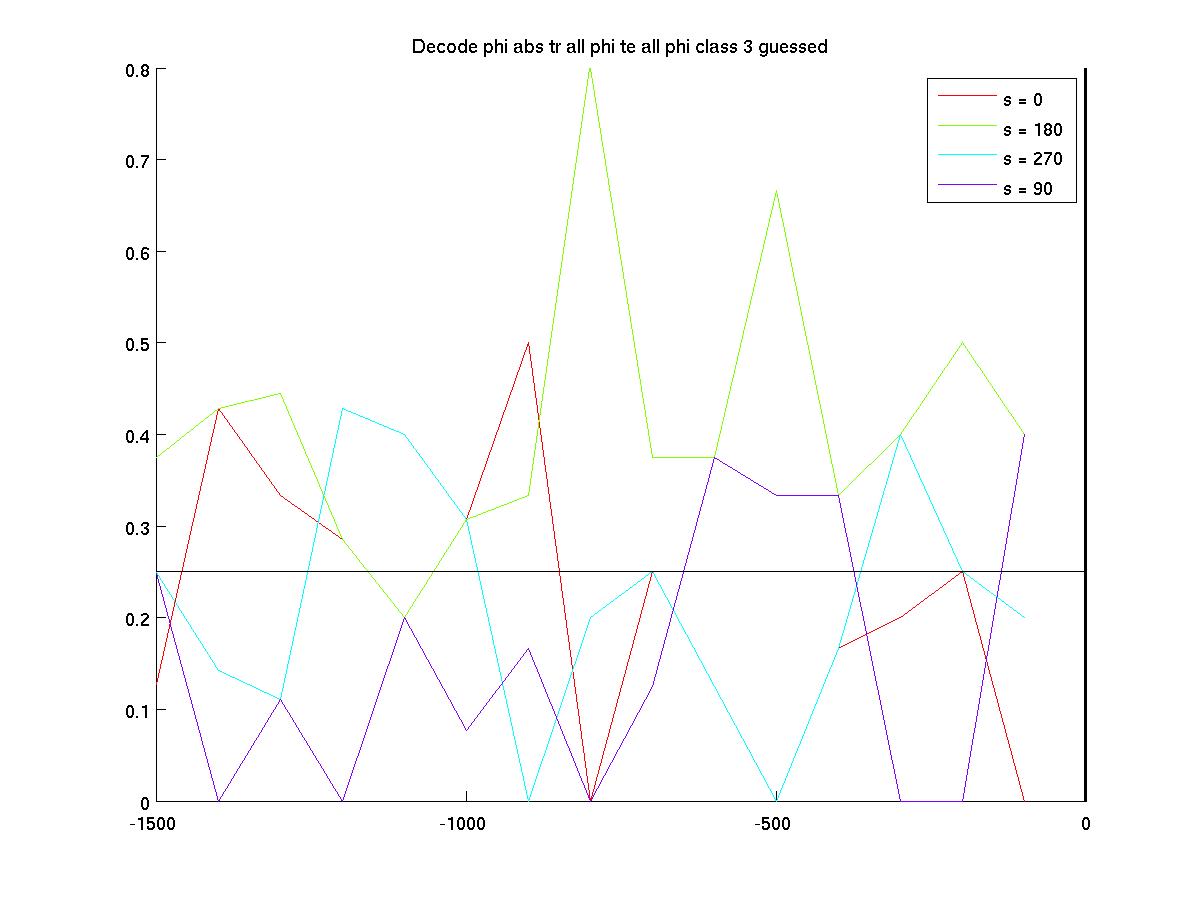 Decode phi abs tr all phi te all phi class 3 guessed
0.8
0.7
0.6
0.5
0.4
0.3
0.2
0.1
0
-1500
-1000
-500
0
s = 0
s = 180
s = 270
s = 90